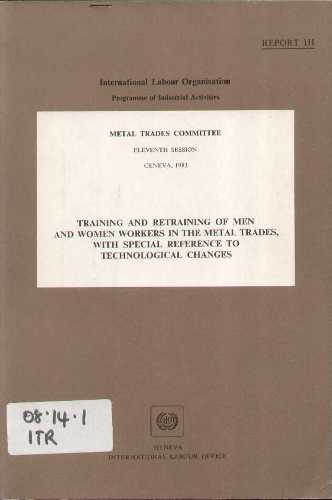 REPORT III
International Labour Organisation
Programme of Industrial Activities
METAL TRADES COMMITTEE
ELEVENTH SESSION
GENEVA, 1983
TRAINING AND RETRAINING OF MEN
AND WOMEN WORKERS IN THE METAL TRADES,
WITH SPECIAL REFERENCE TO
TECHNOLOGICAL CHANGES
08·14·1
ITR
GENEVA
INTERNATIONAL LABOUR OFFICE